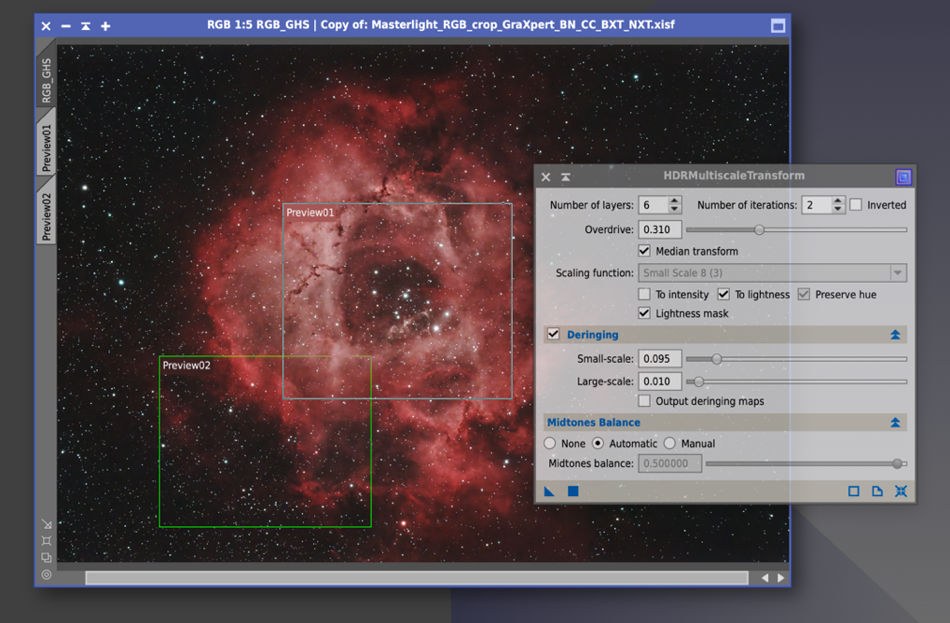 RGB 1:5 RGB_GHS | Copy of: Masterlight_RGB_crop_GraXpert_BN_CC_BXT_NXT.xisf
RGB_GHS
Preview01
Preview02
Preview01
Preview02
HDRMultiscaleTransform
Number of layers: 6 Number of iterations: 2 Inverted
Overdrive: 0.310
Median transform
Scaling function: Small Scale 8 (3)
To intensity To lightness Preserve hue
Lightness mask
Deringing
Small-scale: 0.095
Large-scale: 0.010
Output deringing maps
Midtones Balance
None Automatic Manual
Midtones balance: 0.500000